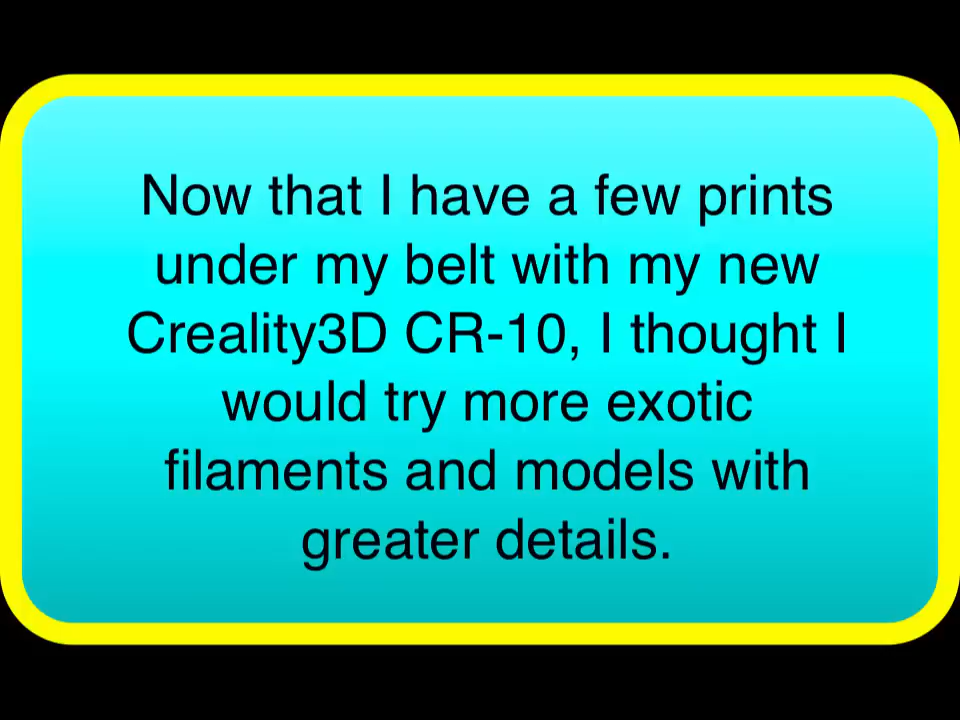 Now that I have a few prints
under my belt with my new
Creality3D CR-10, I thought I
would try more exotic
filaments and models with
greater details.